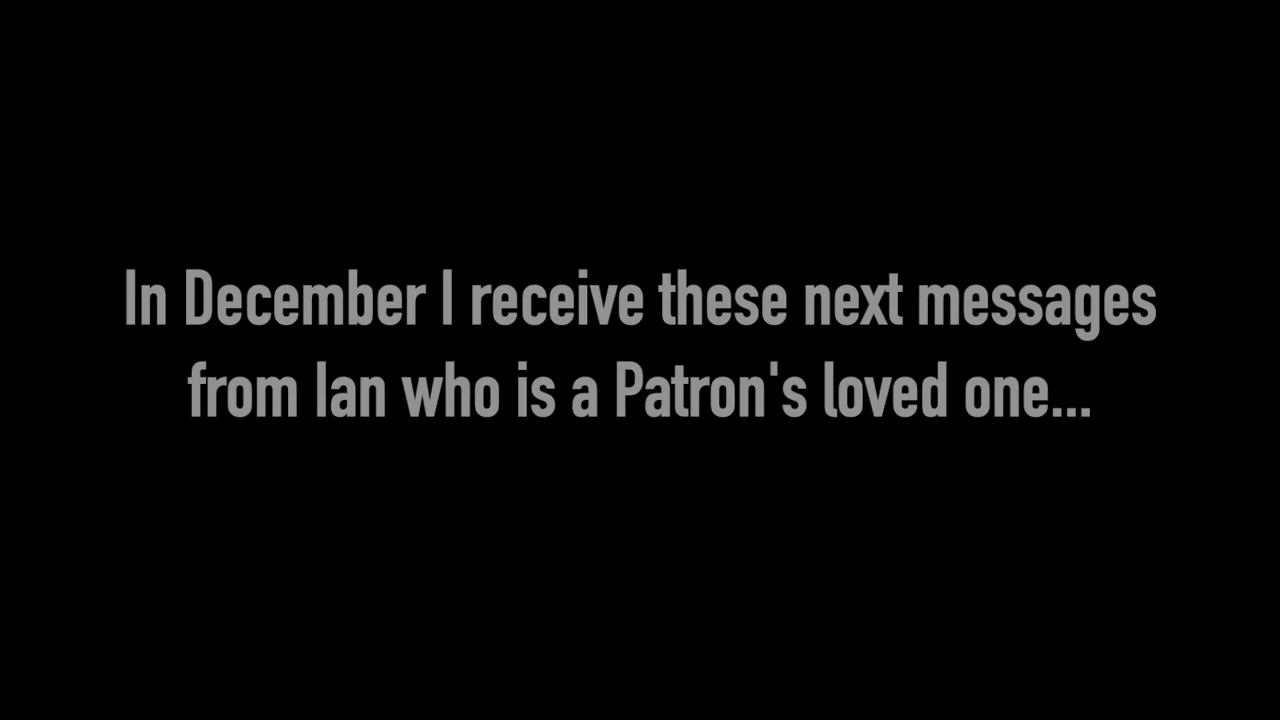 In December I receive these next messages
from Ian who is a Patron's loved one...